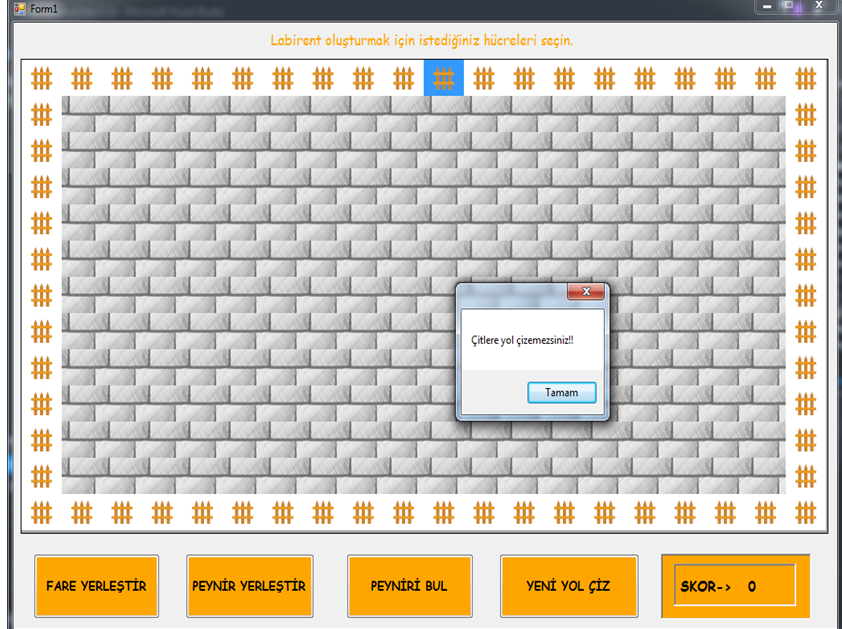 Form1
Labirent oluşturmak için istediğiniz hücreleri seçin.
Çitlere yol çizemezsiniz!!
Tamam
FARE YERLEŞTİR
PEYNİR YERLEŞTİR
PEYNİRİ BUL
YENİ YOL ÇİZ
SKOR-> 0